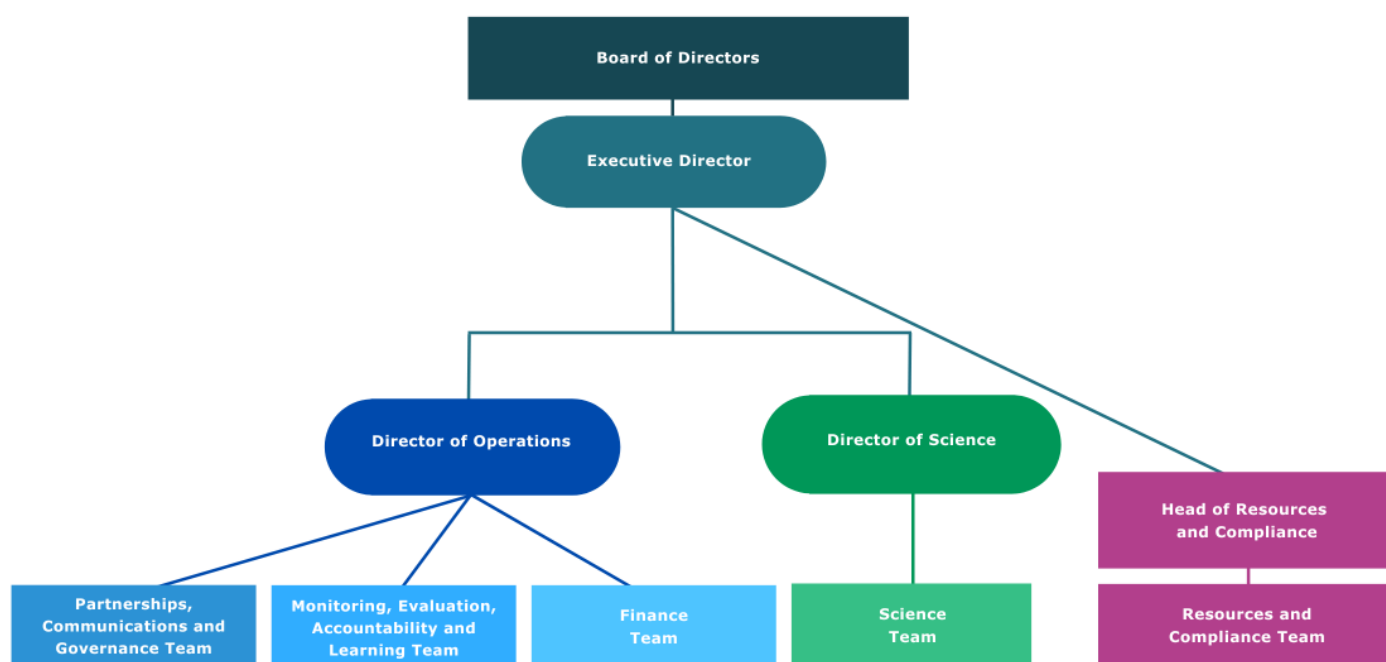 Board of Directors
Executive Director
Director of Operations
Director of Science
Head of Resources
and Compliance
Partnerships,
Communications and
Governance Team
Monitoring, Evaluation,
Accountability and
Learning Team
Finance
Team
Science
Team
Resources and
Compliance Team